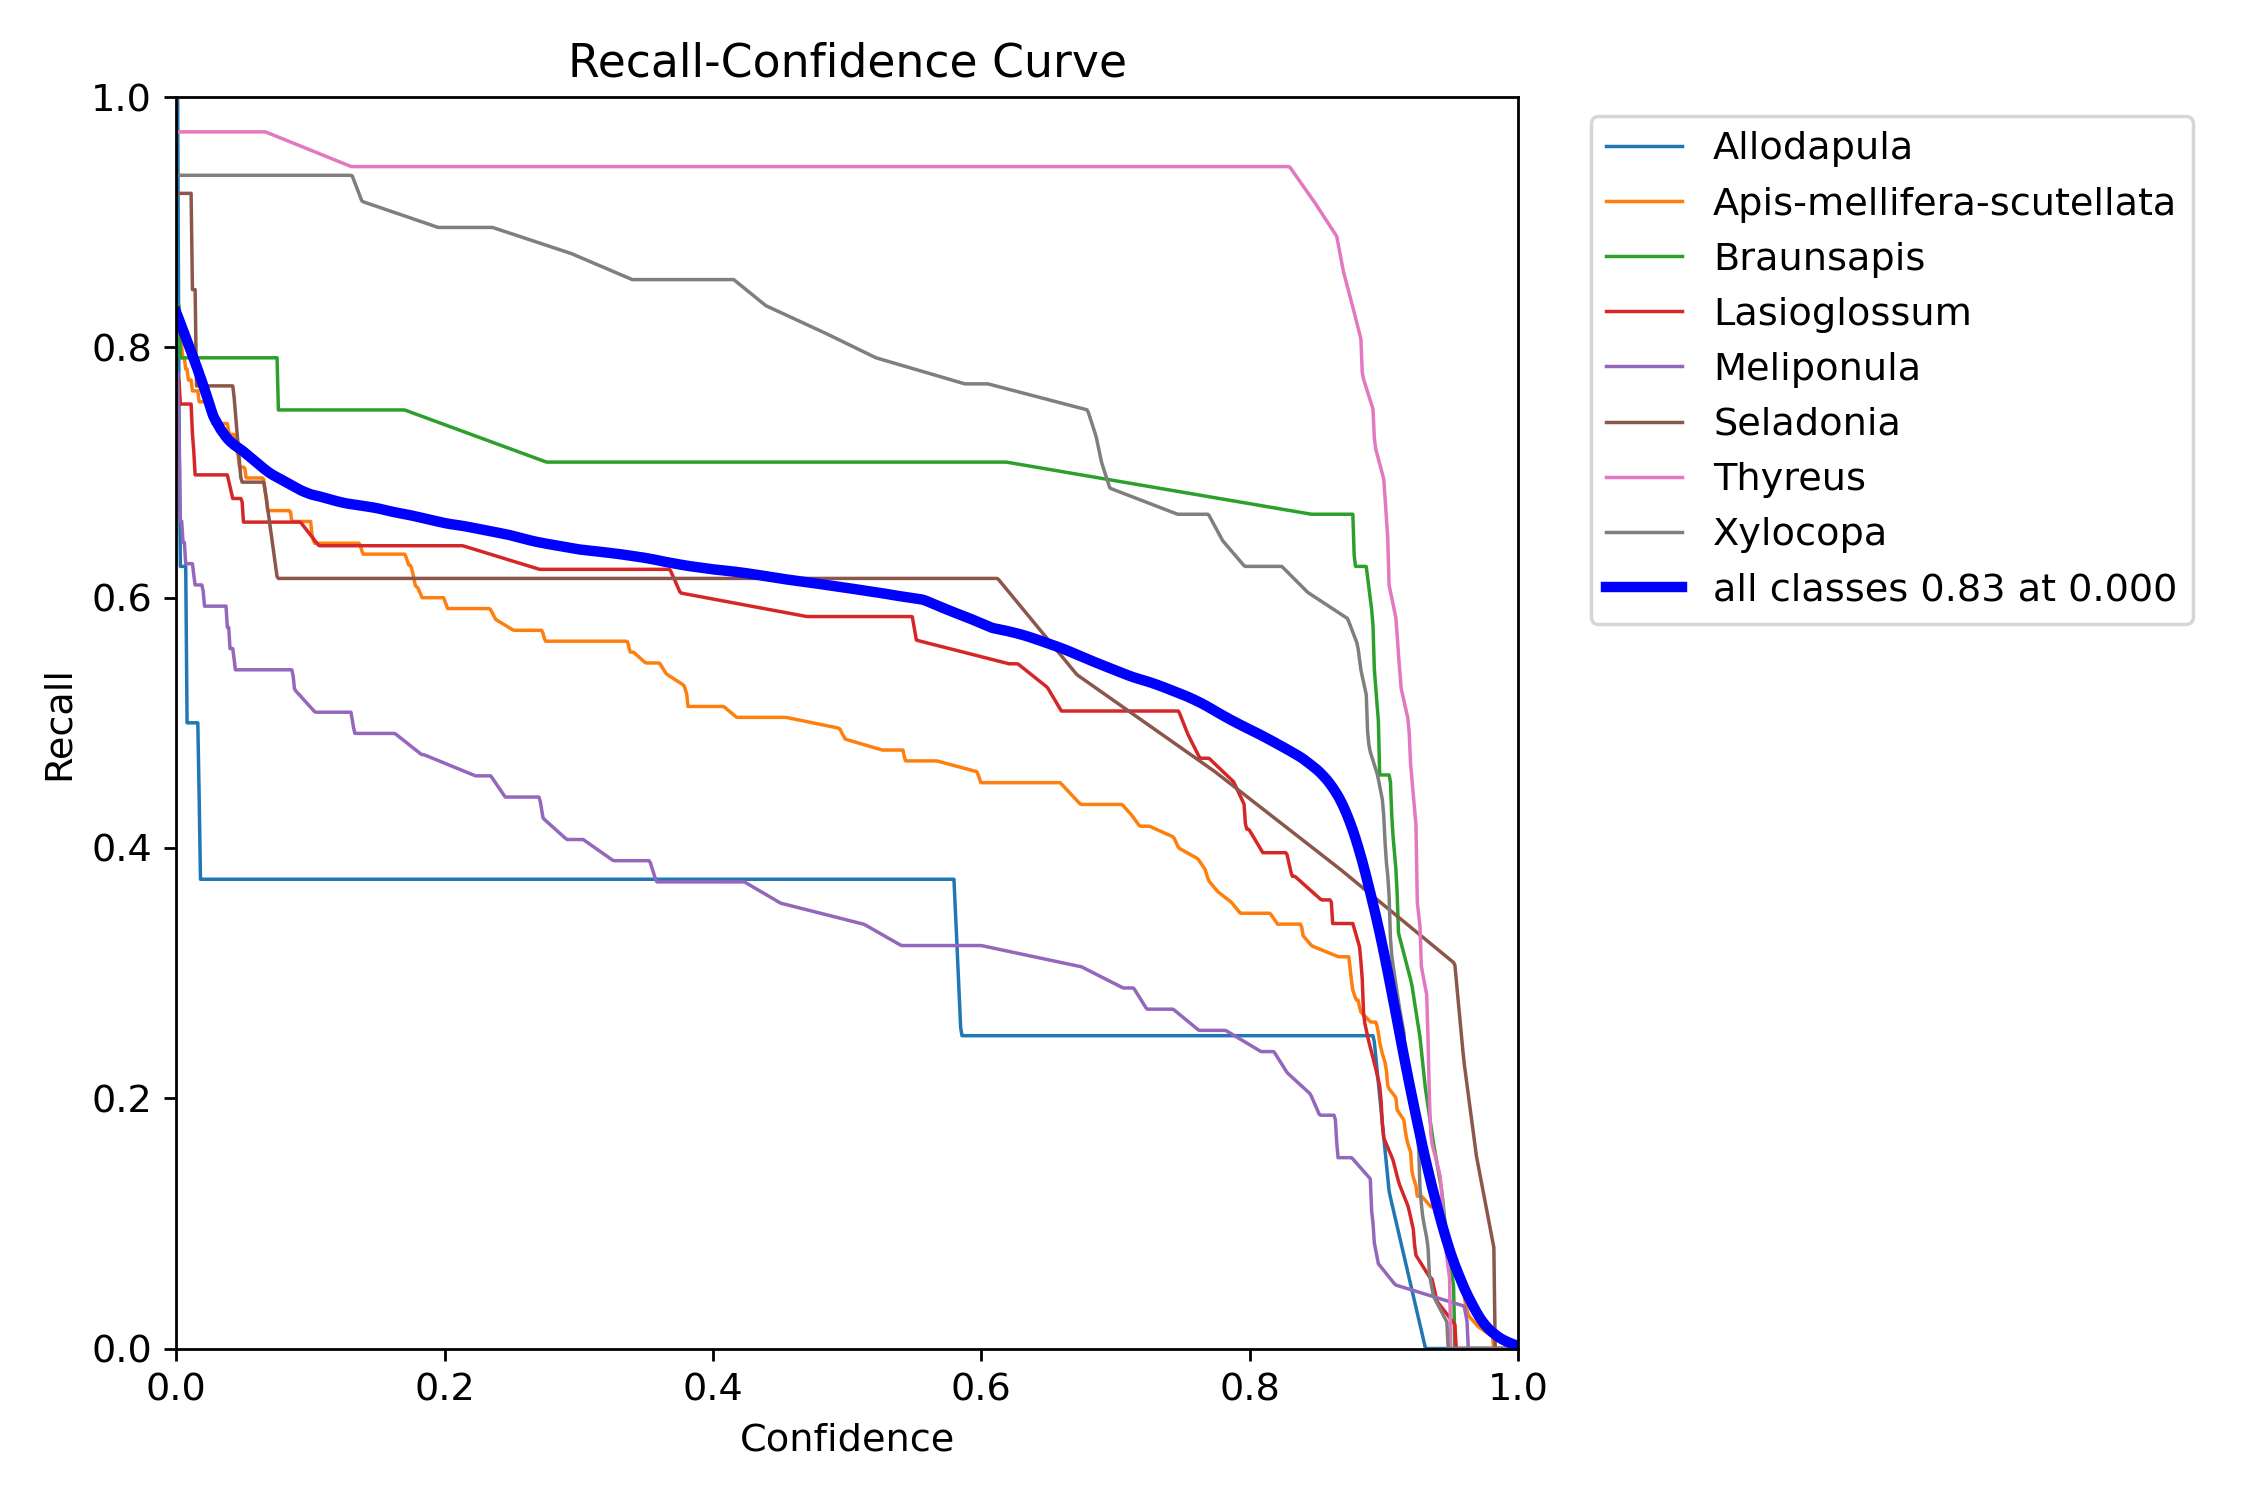 Recall-Confidence Curve
1.0
0.8
0.6
0.4
0.2
0.0
Recall
0.0 0.2 0.4 0.6 0.8 1.0
Confidence
Allodapula
Apis-mellifera-scutellata
Braunsapis
Lasioglossum
Meliponula
Seladonia
Thyreus
Xylocopa
all classes 0.83 at 0.000